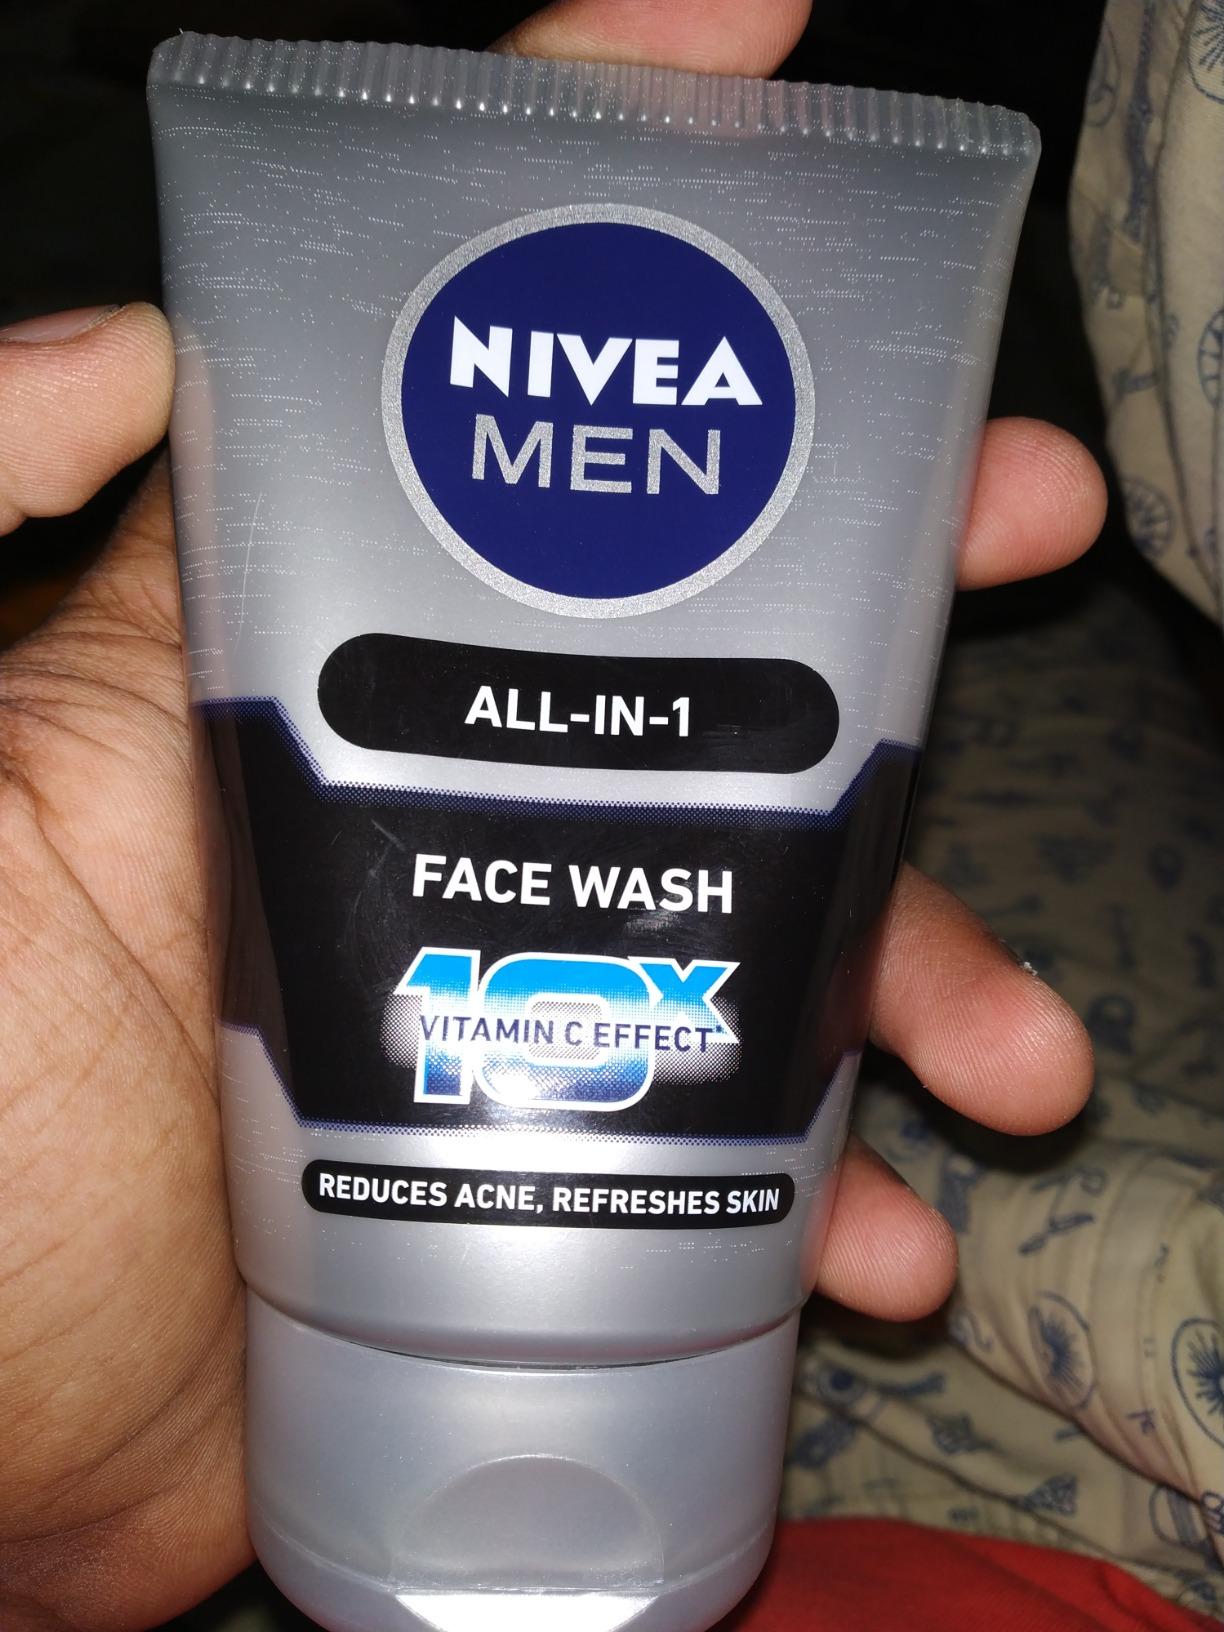 NIVEA
MEN
ALL-IN-1
FACE WASH
10X
VITAMIN C EFFECT*
REDUCES ACNE, REFRESHES SKIN